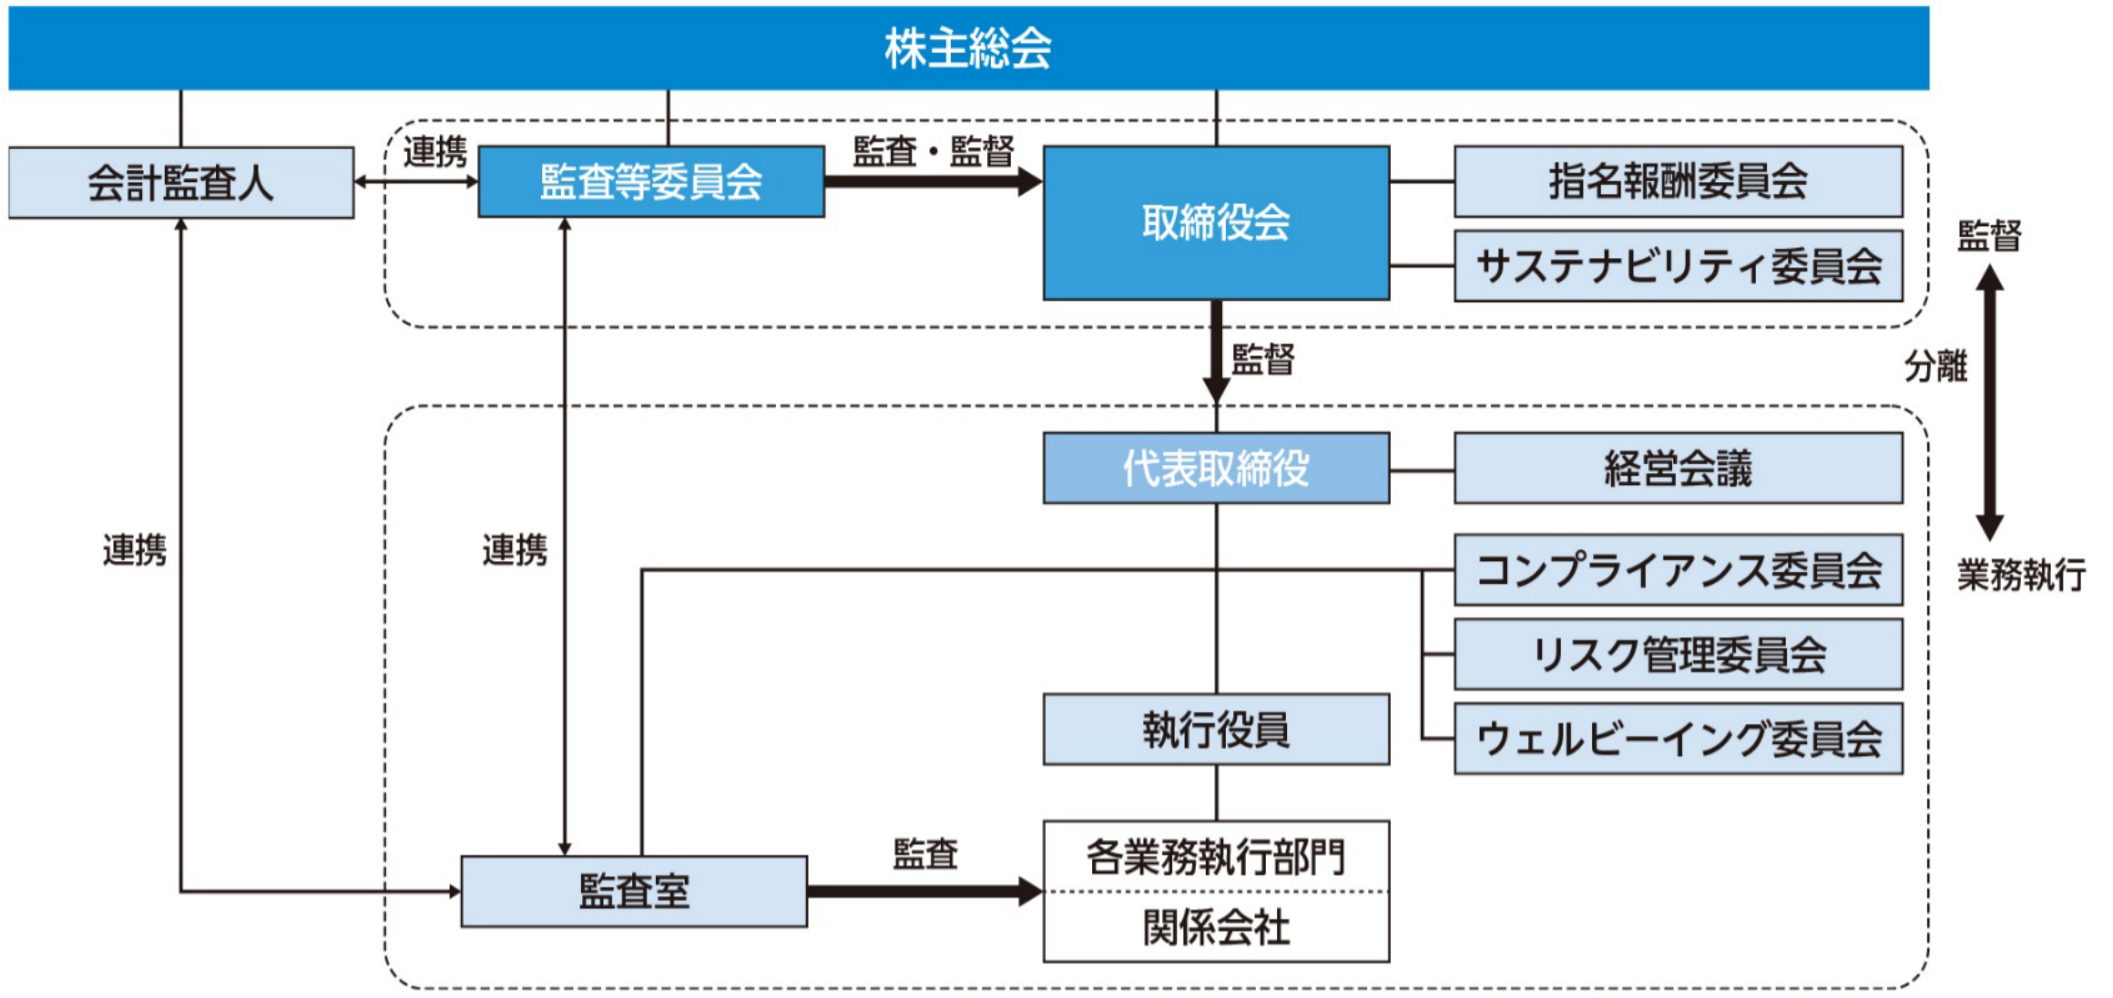 株主総会
連携
監査・監督
会計監査人
監査等委員会
取締役会
指名報酬委員会
サステナビリティ委員会
監督
監督
分離
代表取締役
経営会議
連携
連携
コンプライアンス委員会
業務執行
リスク管理委員会
執行役員
ウェルビーイング委員会
監査
各業務執行部門
監査室
関係会社